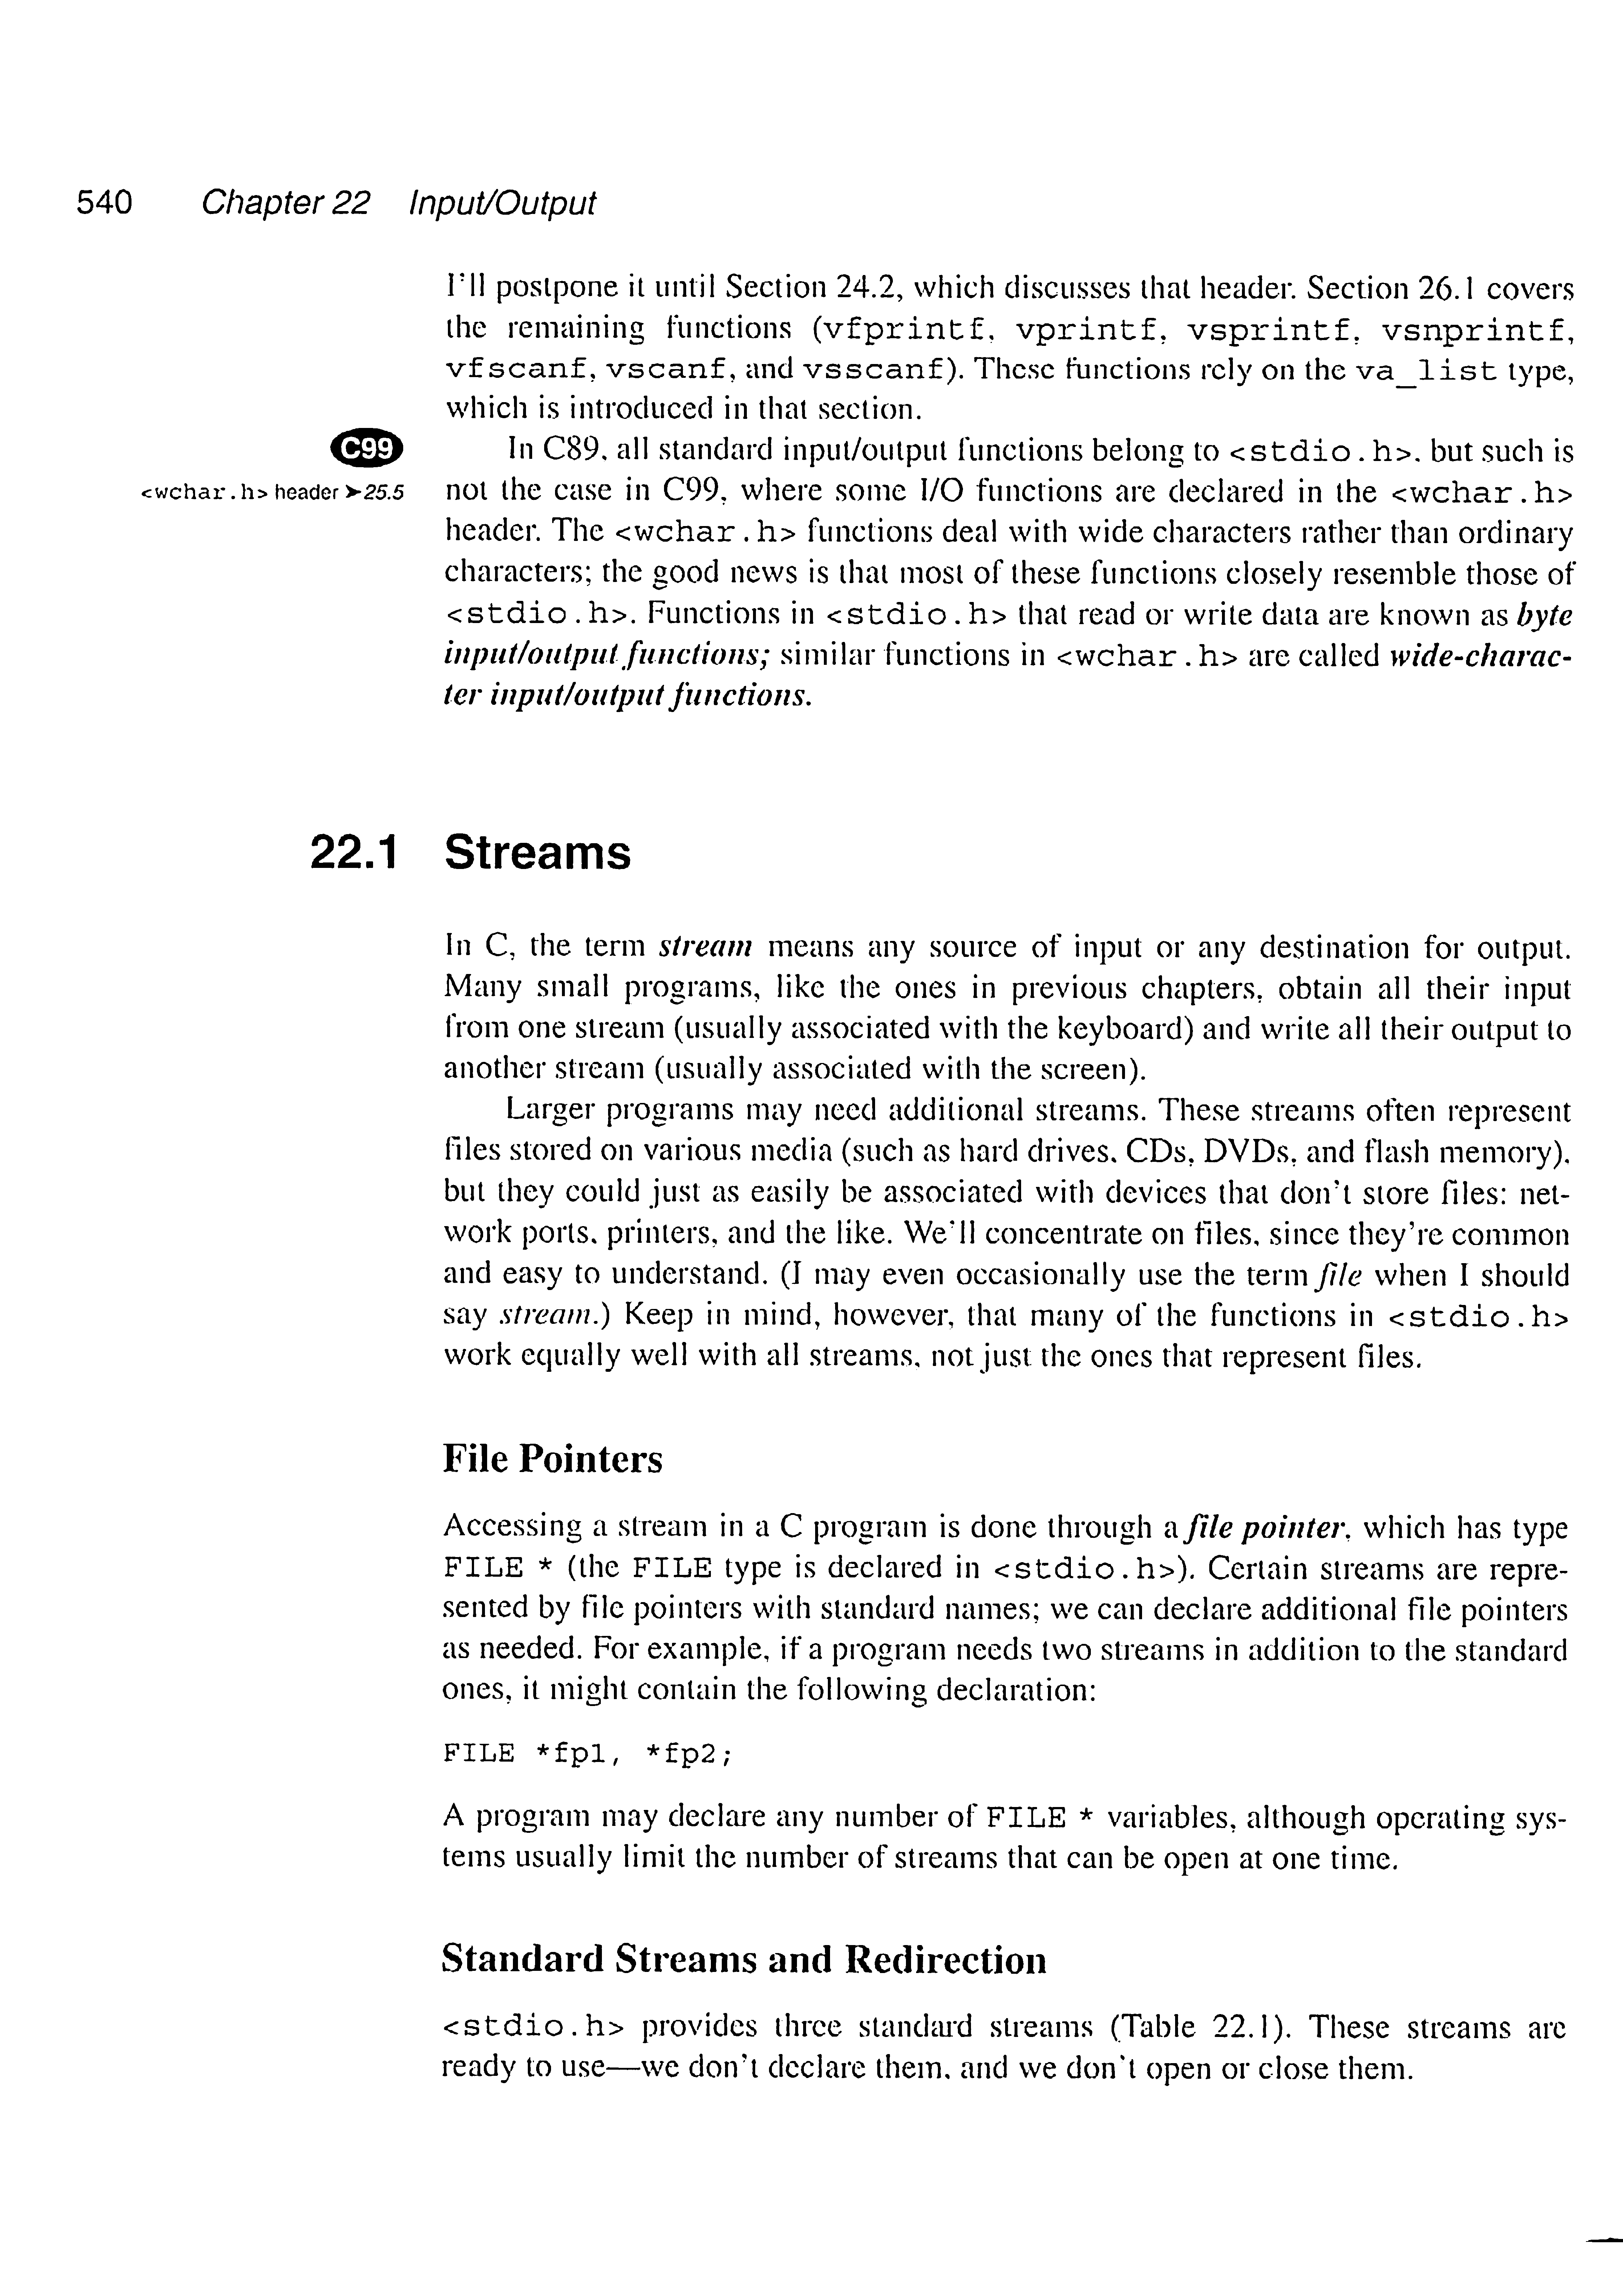 540 Chapter 22 Input/Output
I'll postpone it until Section 24.2, which discusses that header. Section 26.1 covers
the remaining functions (vfprintf, vprintf, vsprintf, vsnprintf,
vfscanf, vscanf, and vsscanf). These functions rely on the va_list type,
which is introduced in that section.
C99
In C89, all standard input/output functions belong to <stdio.h>, but such is
<wchar.h> header ➤25.5
not the case in C99, where some I/O functions are declared in the <wchar.h>
header. The <wchar.h> functions deal with wide characters rather than ordinary
characters; the good news is that most of these functions closely resemble those of
<stdio.h>. Functions in <stdio.h> that read or write data are known as byte
input/output functions; similar functions in <wchar.h> are called wide-charac-
ter input/output functions.
22.1 Streams
In C, the term stream means any source of input or any destination for output.
Many small programs, like the ones in previous chapters, obtain all their input
from one stream (usually associated with the keyboard) and write all their output to
another stream (usually associated with the screen).
Larger programs may need additional streams. These streams often represent
files stored on various media (such as hard drives, CDs, DVDs, and flash memory),
but they could just as easily be associated with devices that don't store files: net-
work ports, printers, and the like. We'll concentrate on files, since they're common
and easy to understand. (I may even occasionally use the term file when I should
say stream.) Keep in mind, however, that many of the functions in <stdio.h>
work equally well with all streams, not just the ones that represent files.
File Pointers
Accessing a stream in a C program is done through a file pointer, which has type
FILE * (the FILE type is declared in <stdio.h>). Certain streams are repre-
sented by file pointers with standard names; we can declare additional file pointers
as needed. For example, if a program needs two streams in addition to the standard
ones, it might contain the following declaration:
FILE *fp1, *fp2;
A program may declare any number of FILE * variables, although operating sys-
tems usually limit the number of streams that can be open at one time.
Standard Streams and Redirection
<stdio.h> provides three standard streams (Table 22.1). These streams are
ready to use—we don't declare them, and we don't open or close them.